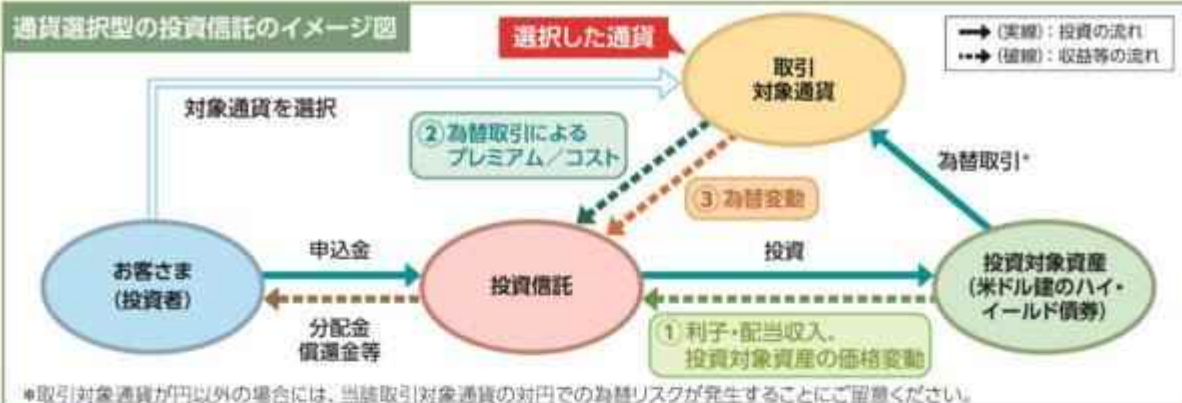 通貨選択型の投資信託のイメージ図
選択した通貨
(実線):投資の流れ
(破線):収益等の流れ
取引
対象通貨
対象通貨を選択
②為替取引による
プレミアム/コスト
為替取引*
③為替変動
お客さま
(投資者)
申込金
投資信託
投資
投資対象資産
(米ドル建のハイ・
イールド債券)
分配金
償還金等
①利子・配当収入、
投資対象資産の価格変動
*取引対象通貨が円以外の場合には、当該取引対象通貨の対円での為替リスクが発生することにご留意ください。